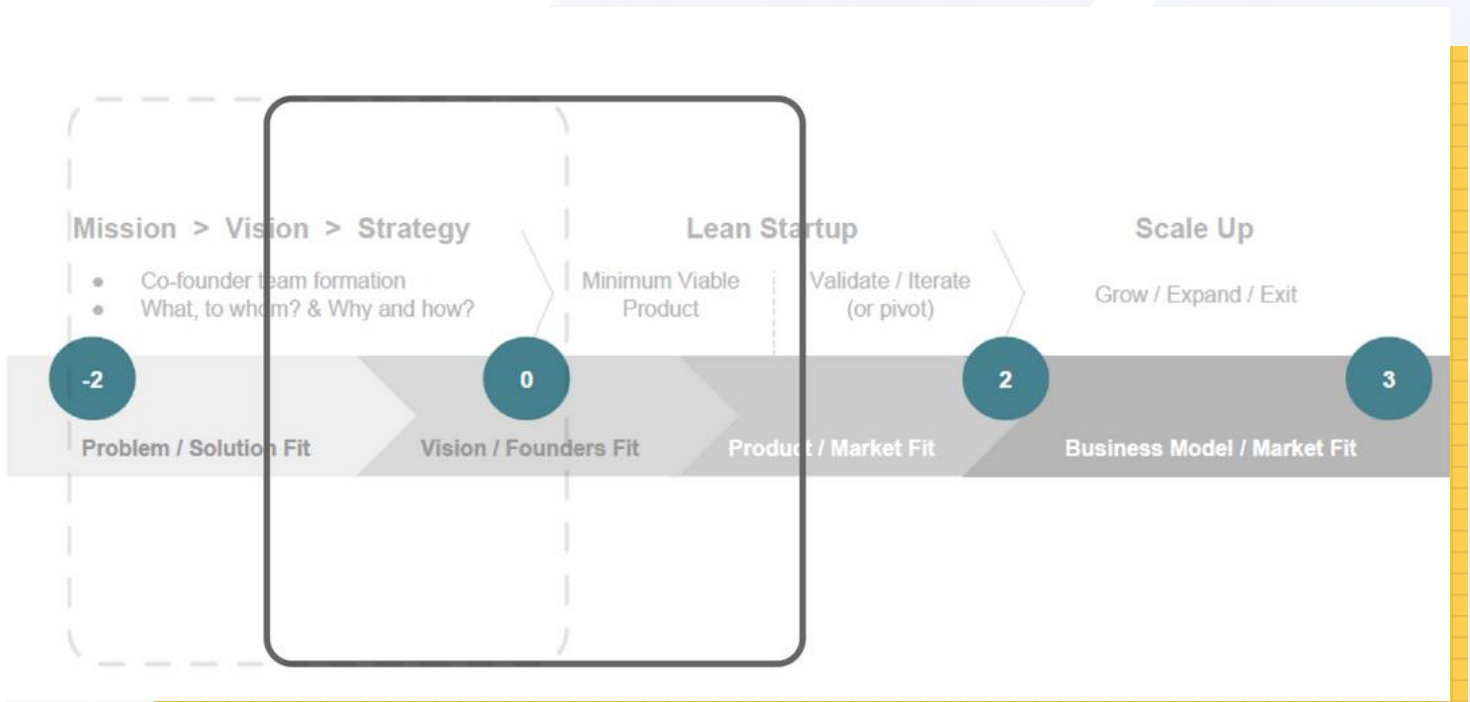 Mission > Vision > Strategy
Lean Startup
Scale Up
● Co-founder team formation
● What, to whom? & Why and how?
Minimum Viable
Product
Validate / Iterate
(or pivot)
Grow / Expand / Exit
-2
0
2
3
Problem / Solution Fit
Vision / Founders Fit
Product / Market Fit
Business Model / Market Fit